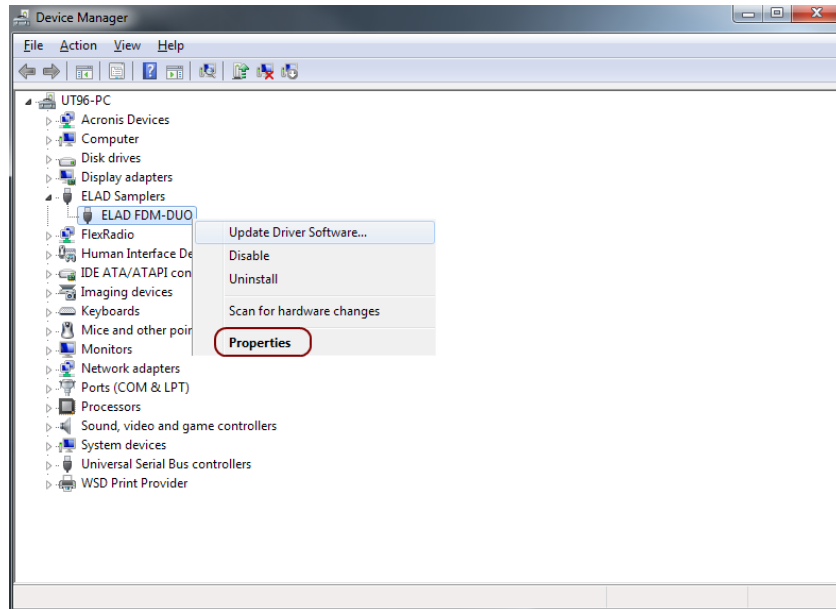 Device Manager
File Action View Help
UT96-PC
Acronis Devices
Computer
Disk drives
Display adapters
ELAD Samplers
ELAD FDM-DUO
FlexRadio
Human Interface De
IDE ATA/ATAPI con
Imaging devices
Keyboards
Mice and other poin
Monitors
Network adapters
Ports (COM & LPT)
Processors
Sound, video and game controllers
System devices
Universal Serial Bus controllers
WSD Print Provider
Update Driver Software...
Disable
Uninstall
Scan for hardware changes
Properties